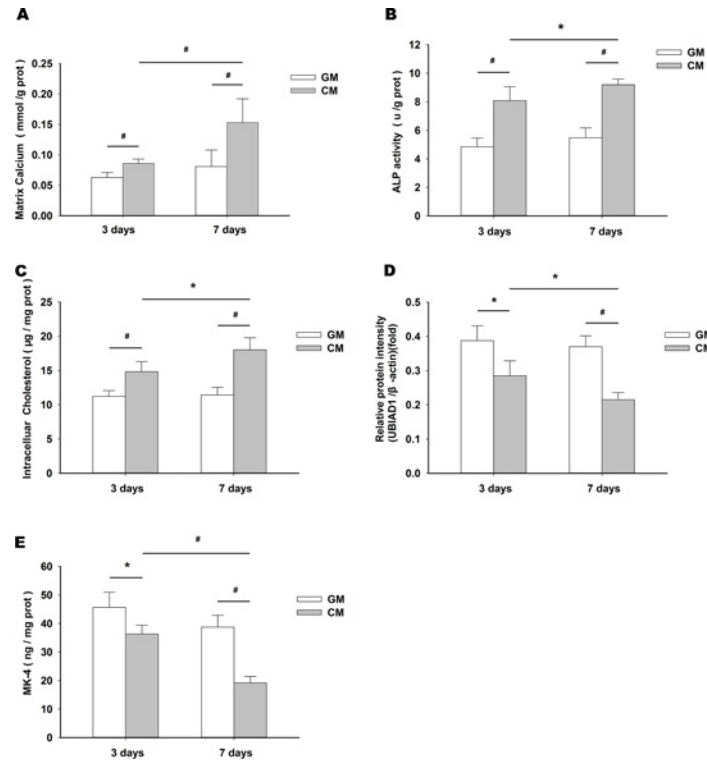 A
#
#
#
GM
CM
Matrix Calcium ( mmol /g prot )
0.25
0.20
0.15
0.10
0.05
0.00
3 days
7 days
B
*
#
#
GM
CM
ALP activity ( u /g prot )
12
10
8
6
4
2
0
3 days
7 days
C
*
#
#
GM
CM
Intracelluar Cholesterol ( μg / mg prot )
25
20
15
10
5
0
3 days
7 days
D
*
*
#
GM
CM
Relative protein intensity
(UBIAD1 /β -actin)(fold)
0.5
0.4
0.3
0.2
0.1
0.0
3 days
7 days
E
#
*
#
GM
CM
MK-4 ( ng / mg prot )
60
50
40
30
20
10
0
3 days
7 days